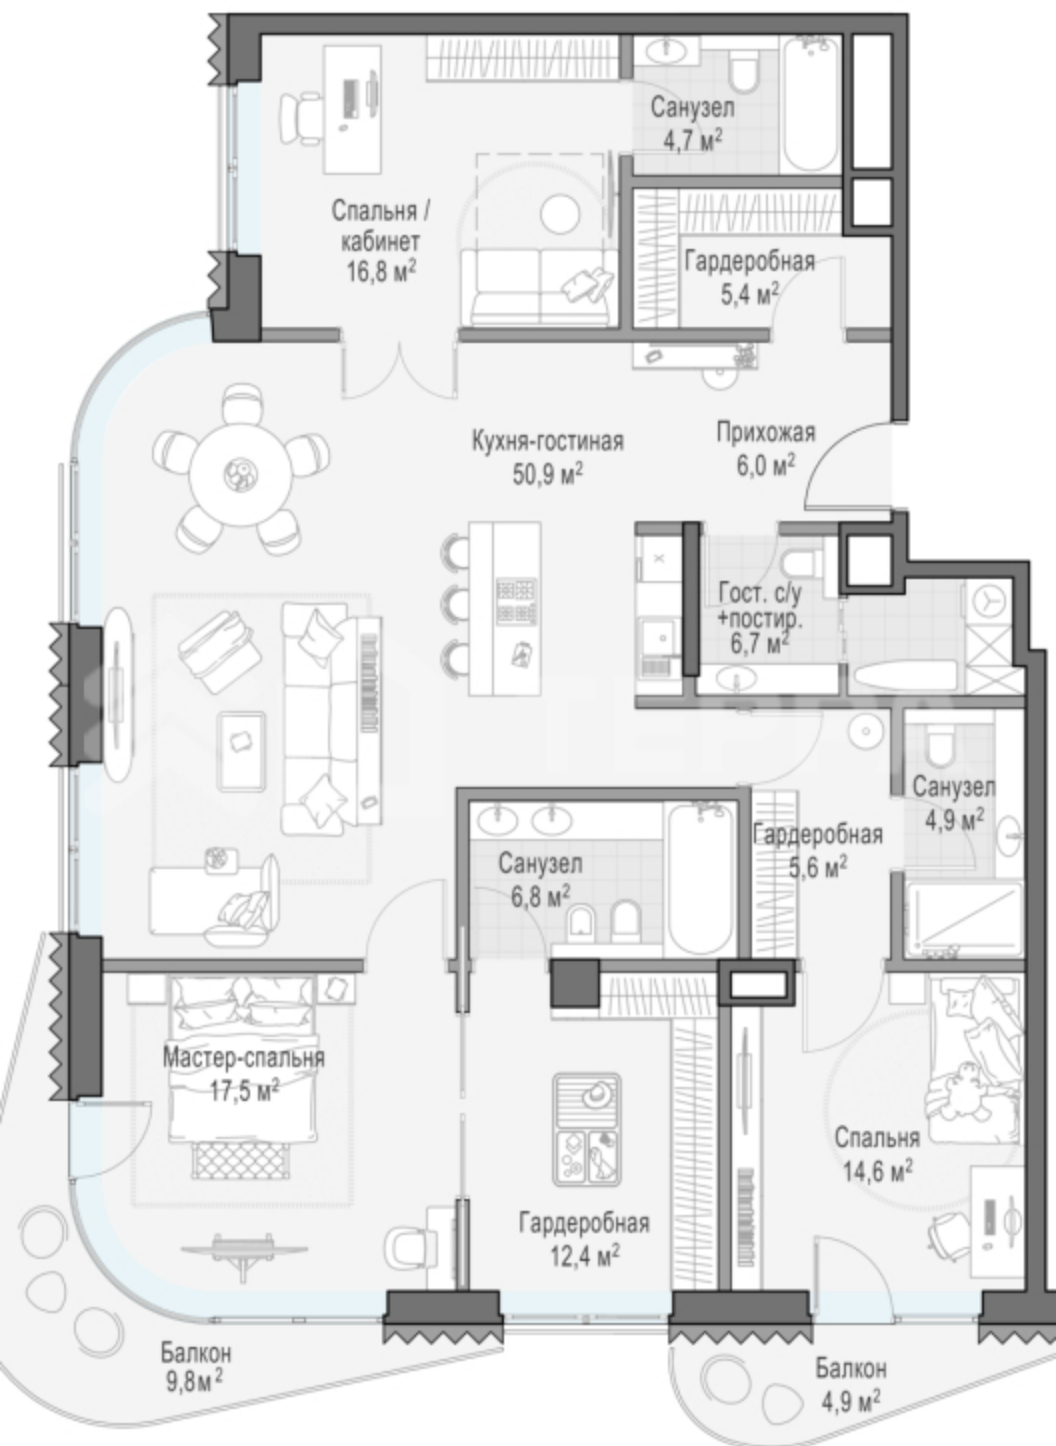 Санузел
4,7 м²
Спальня /
кабинет
16,8 м²
Гардеробная
5,4 м²
Кухня-гостиная
50,9 м²
Прихожая
6,0 м²
Гост. с/у
+постир.
6,7 м²
Санузел
4,9 м²
Гардеробная
5,6 м²
Санузел
6,8 м²
Мастер-спальня
17,5 м²
Спальня
14,6 м²
Гардеробная
12,4 м²
Балкон
9,8м²
Балкон
4,9 м²